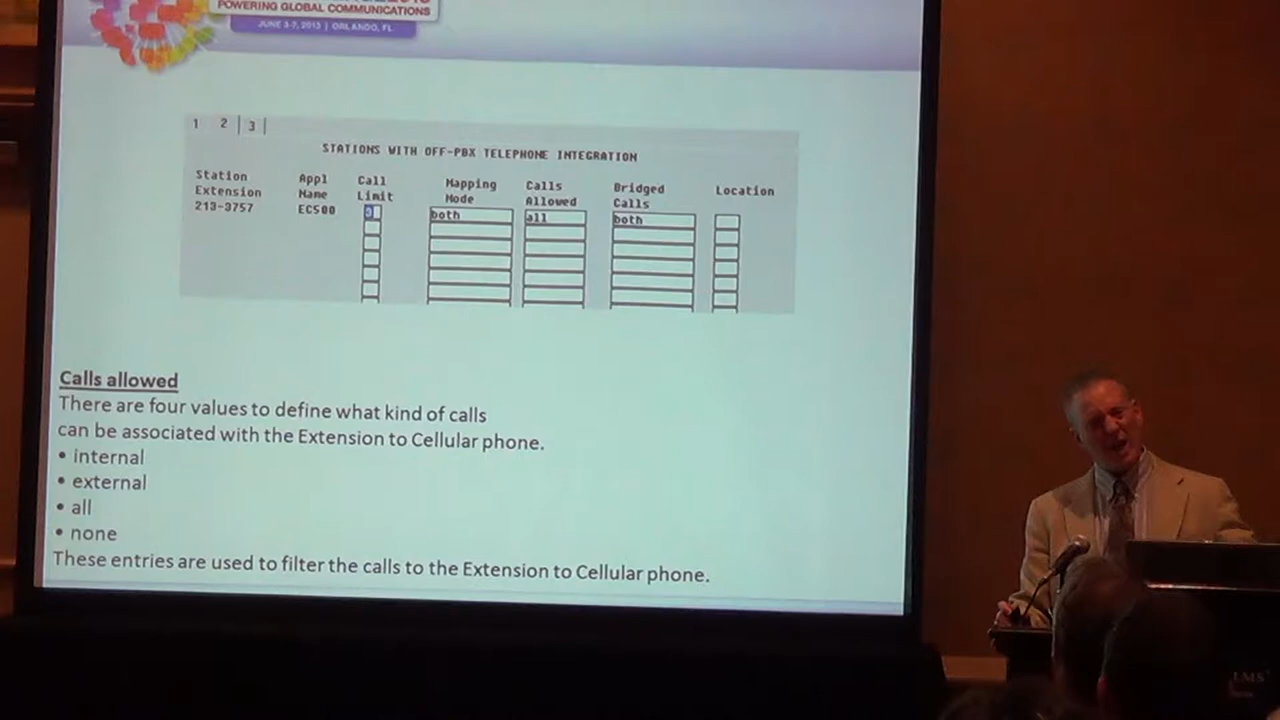 POWERING GLOBAL COMMUNICATIONS
JUNE 3-7, 2013 | ORLANDO, FL
1 2 3
STATIONS WITH OFF-PBX TELEPHONE INTEGRATION
Station Appl Call Mapping Calls Bridged Location
Extension Name Limit Mode Allowed Calls
213-3757 EC500 both all both
Calls allowed
There are four values to define what kind of calls
can be associated with the Extension to Cellular phone.
• internal
• external
• all
• none
These entries are used to filter the calls to the Extension to Cellular phone.
LMS